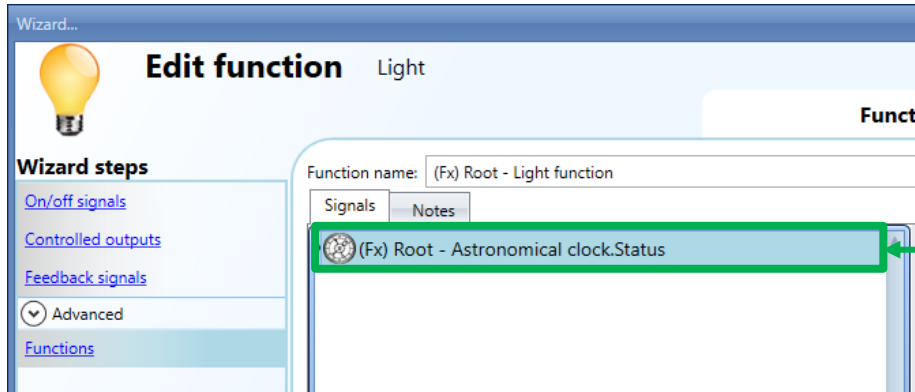 Wizard...
Edit function Light
Funct
Wizard steps
Function name: (Fx) Root - Light function
On/off signals
Signals Notes
Controlled outputs
(Fx) Root - Astronomical clock.Status
Feedback signals
Advanced
Functions